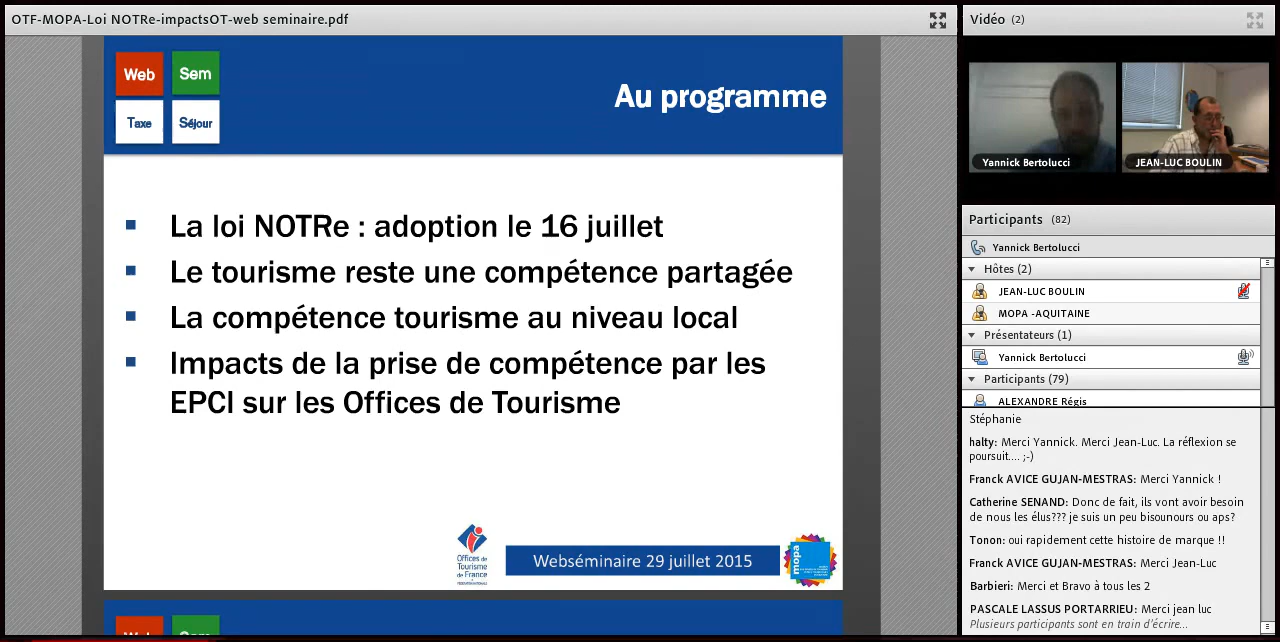 OTF-MOPA-Loi NOTRe-impactsOT-web seminaire.pdf
Web
Sem
Taxe
Séjour
Au programme
La loi NOTRe : adoption le 16 juillet
Le tourisme reste une compétence partagée
La compétence tourisme au niveau local
Impacts de la prise de compétence par les
EPCI sur les Offices de Tourisme
Offices de
Tourisme
de France
Webséminaire 29 juillet 2015
mopa
Web
Sem
Vidéo (2)
Yannick Bertolucci
JEAN-LUC BOULIN
Participants (82)
Yannick Bertolucci
Hôtes (2)
JEAN-LUC BOULIN
MOPA -AQUITAINE
Présentateurs (1)
Yannick Bertolucci
Participants (79)
ALEXANDRE Régis
Stéphanie
halty: Merci Yannick. Merci Jean-Luc. La réflexion se
poursuit.... ;-)
Franck AVICE GUJAN-MESTRAS: Merci Yannick !
Catherine SENAND: Donc de fait, ils vont avoir besoin
de nous les élus??? je suis un peu bisounours ou aps?
Tonon: oui rapidement cette histoire de marque !!
Franck AVICE GUJAN-MESTRAS: Merci Jean-Luc
Barbieri: Merci et Bravo à tous les 2
PASCALE LASSUS PORTARRIEU: Merci jean luc
Plusieurs participants sont en train d'écrire...